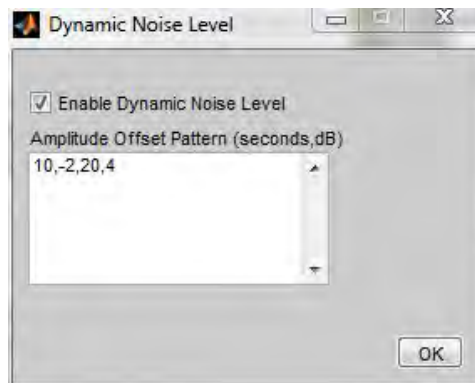 Dynamic Noise Level
Enable Dynamic Noise Level
Amplitude Offset Pattern (seconds,dB)
10,-2,20,4
OK